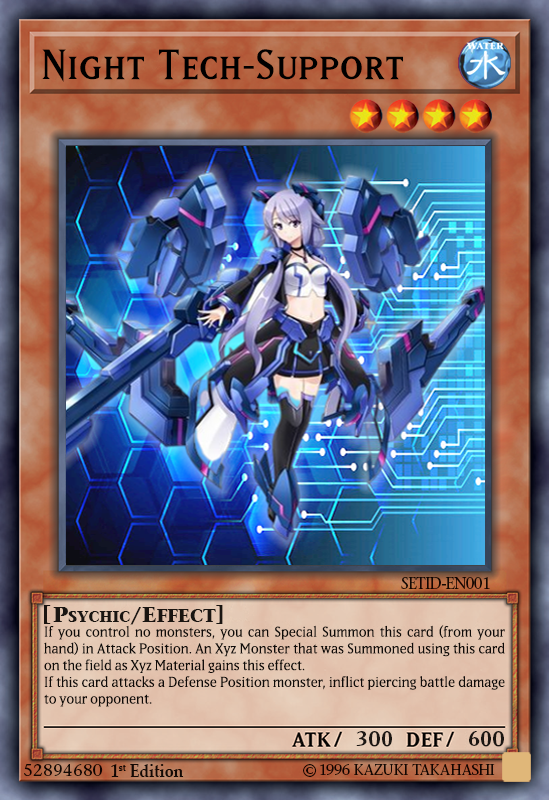 Night Tech-Support
WATER
水
SETID-EN001
[Psychic/Effect]
If you control no monsters, you can Special Summon this card (from your
hand) in Attack Position. An Xyz Monster that was Summoned using this card
on the field as Xyz Material gains this effect.
If this card attacks a Defense Position monster, inflict piercing battle damage
to your opponent.
ATK/ 300 DEF/ 600
52894680 1st Edition © 1996 KAZUKI TAKAHASHI